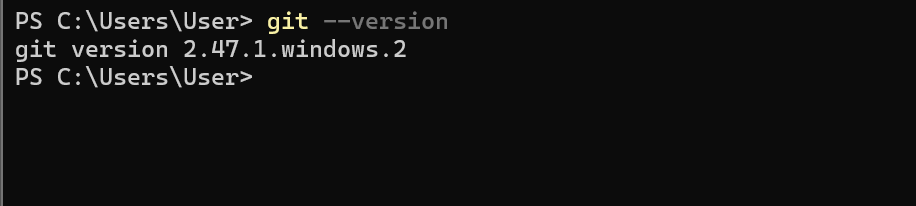 PS C:\Users\User> git --version
git version 2.47.1.windows.2
PS C:\Users\User>